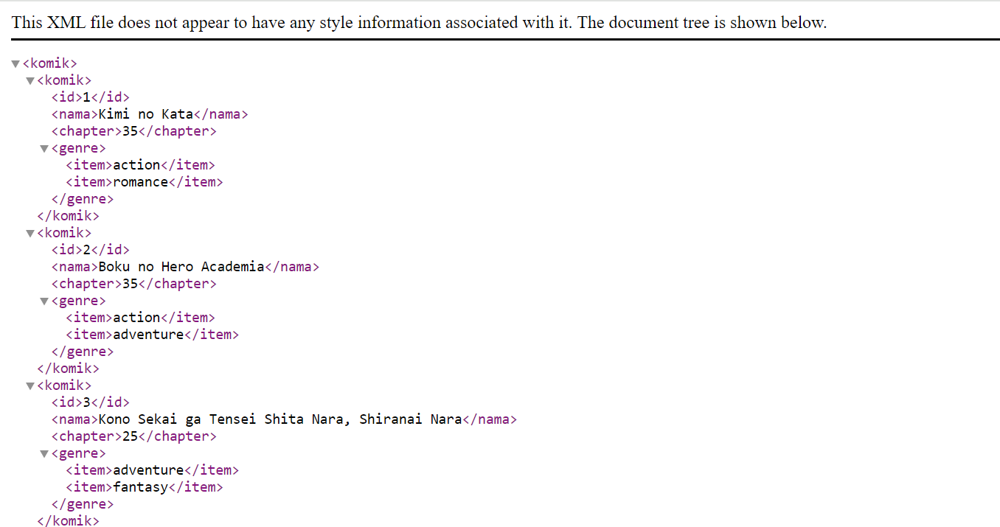 This XML file does not appear to have any style information associated with it. The document tree is shown below.
▼<komik>
▼<komik>
<id>1</id>
<nama>Kimi no Kata</nama>
<chapter>35</chapter>
▼<genre>
<item>action</item>
<item>romance</item>
</genre>
</komik>
▼<komik>
<id>2</id>
<nama>Boku no Hero Academia</nama>
<chapter>35</chapter>
▼<genre>
<item>action</item>
<item>adventure</item>
</genre>
</komik>
▼<komik>
<id>3</id>
<nama>Kono Sekai ga Tensei Shita Nara, Shiranai Nara</nama>
<chapter>25</chapter>
▼<genre>
<item>adventure</item>
<item>fantasy</item>
</genre>
</komik>